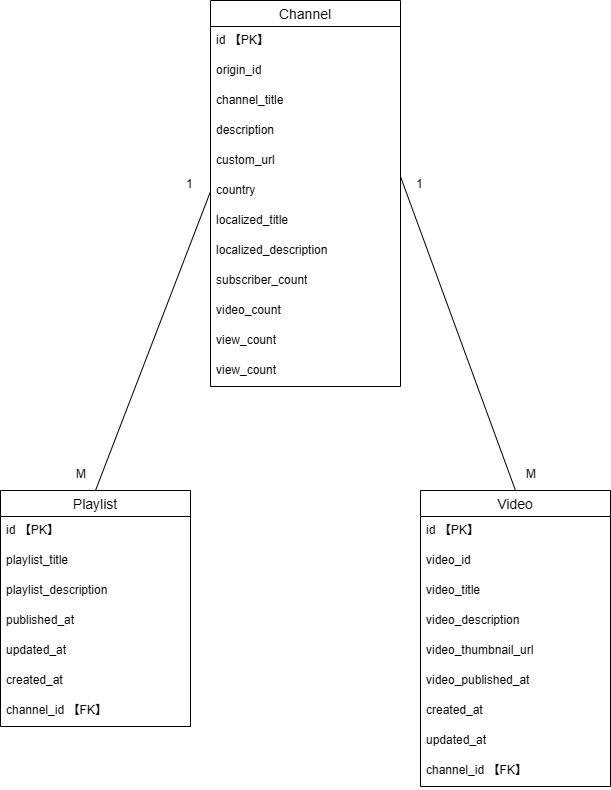 Channel
id 【PK】
origin_id
channel_title
description
custom_url
country
localized_title
localized_description
subscriber_count
video_count
view_count
view_count
1
1
M
M
Playlist
id 【PK】
playlist_title
playlist_description
published_at
updated_at
created_at
channel_id 【FK】
Video
id 【PK】
video_id
video_title
video_description
video_thumbnail_url
video_published_at
created_at
updated_at
channel_id 【FK】